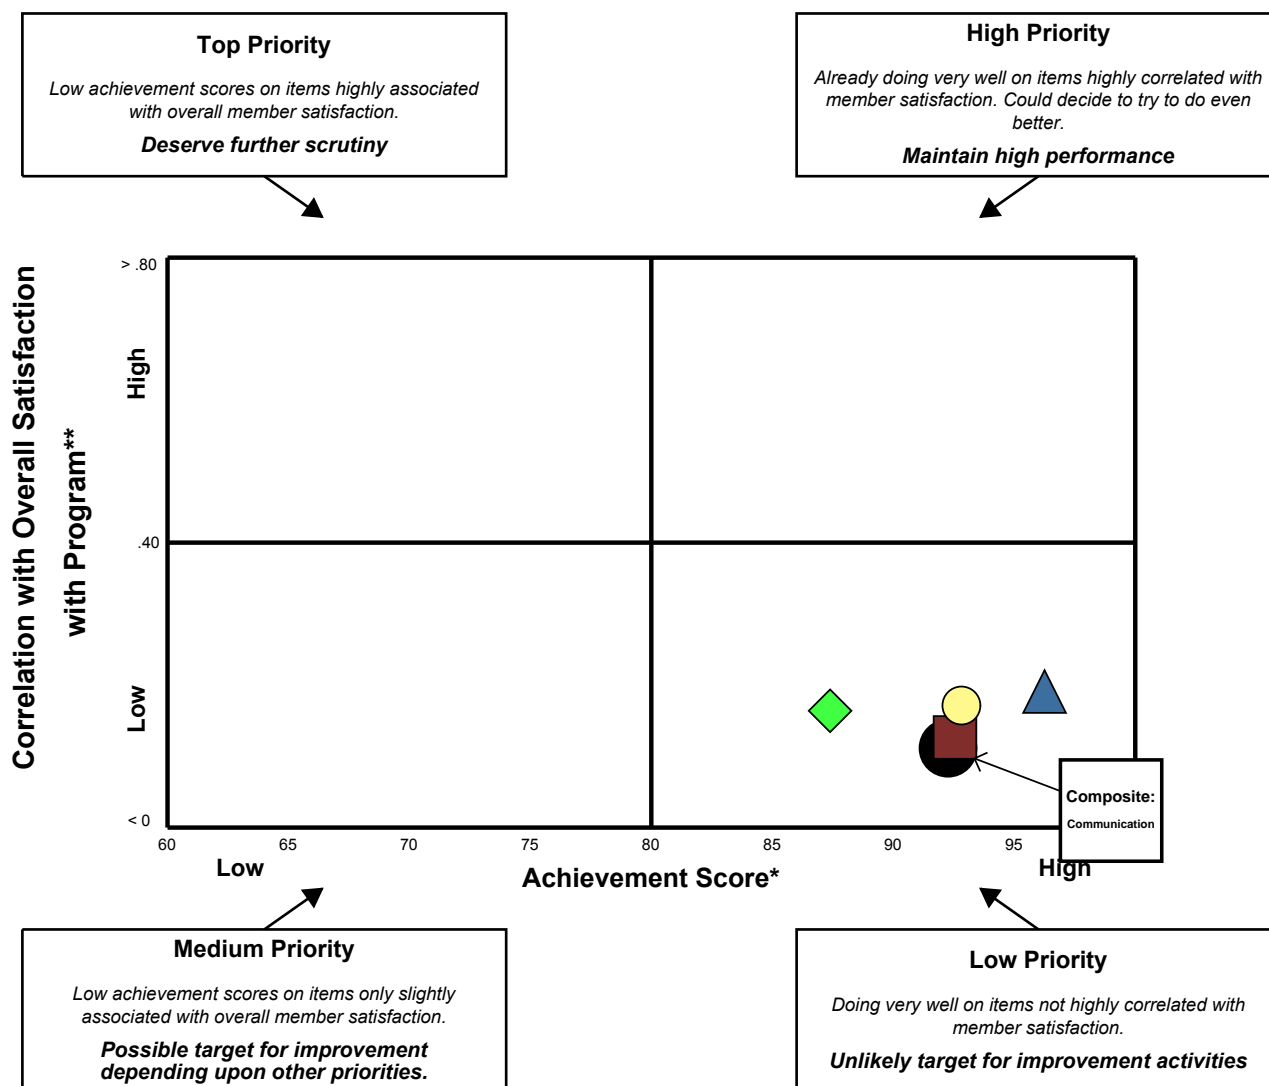 Top Priority
Low achievement scores on items highly associated
with overall member satisfaction.
Deserve further scrutiny
High Priority
Already doing very well on items highly correlated with
member satisfaction. Could decide to try to do even
better.
Maintain high performance
Correlation with Overall Satisfaction
with Program**
> .80
High
.40
Low
< 0
60 65 70 75 80 85 90 95
Low
Achievement Score*
High
Composite:
Communication
Medium Priority
Low achievement scores on items only slightly
associated with overall member satisfaction.
Possible target for improvement
depending upon other priorities.
Low Priority
Doing very well on items not highly correlated with
member satisfaction.
Unlikely target for improvement activities